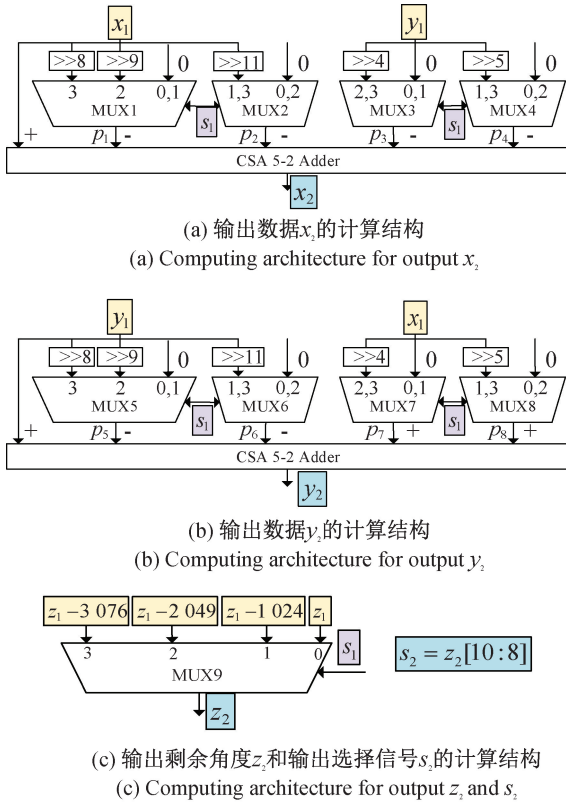 x₁ y₁
>>8 >>9 0 >>11 0 >>4 0 >>5 0
3 2 0,1 1,3 0,2 2,3 0,1 1,3 0,2
MUX1 s₁ MUX2 MUX3 s₁ MUX4
+ p₁ - p₂ - p₃ - p₄ -
CSA 5-2 Adder
x₂
(a) 输出数据x₂的计算结构
(a) Computing architecture for output x₂
y₁ x₁
>>8 >>9 0 >>11 0 >>4 0 >>5 0
3 2 0,1 1,3 0,2 2,3 0,1 1,3 0,2
MUX5 s₁ MUX6 MUX7 s₁ MUX8
+ p₅ - p₆ - p₇ + p₈ +
CSA 5-2 Adder
y₂
(b) 输出数据y₂的计算结构
(b) Computing architecture for output y₂
z₁−3 076 z₁−2 049 z₁−1 024 z₁
3 2 1 0 s₁
MUX9 s₂ = z₂[10:8]
z₂
(c) 输出剩余角度z₂和输出选择信号s₂的计算结构
(c) Computing architecture for output z₂ and s₂